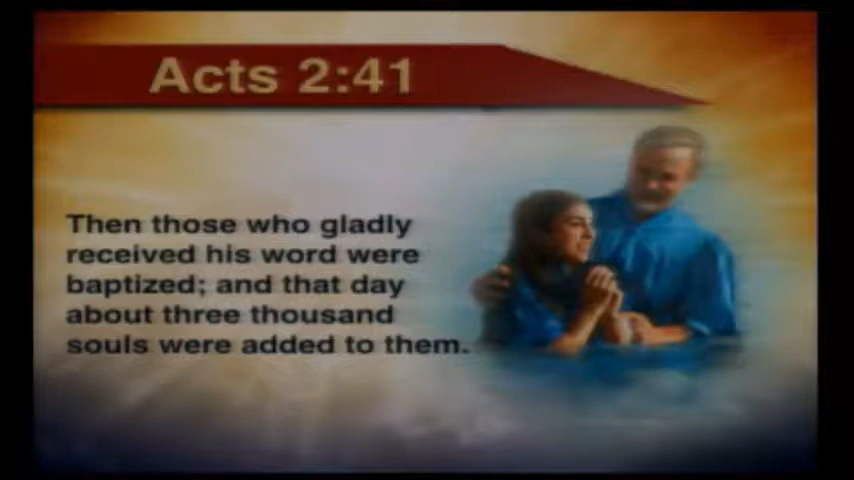 Acts 2:41
Then those who gladly
received his word were
baptized; and that day
about three thousand
souls were added to them.